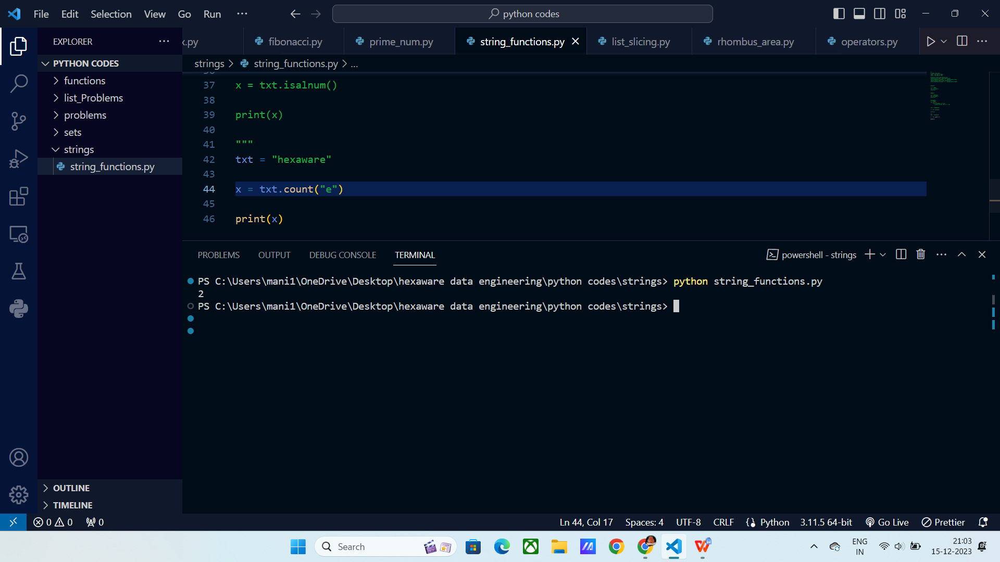 File Edit Selection View Go Run ...
python codes
EXPLORER ...
x.py fibonacci.py prime_num.py string_functions.py list_slicing.py rhombus_area.py operators.py
PYTHON CODES
functions
list_Problems
problems
sets
strings
string_functions.py
OUTLINE
TIMELINE
strings > string_functions.py > ...
37 x = txt.isalnum()
38
39 print(x)
40
41 """
42 txt = "hexaware"
43
44 x = txt.count("e")
45
46 print(x)
PROBLEMS OUTPUT DEBUG CONSOLE TERMINAL
powershell - strings
PS C:\Users\mani1\OneDrive\Desktop\hexaware data engineering\python codes\strings> python string_functions.py
2
PS C:\Users\mani1\OneDrive\Desktop\hexaware data engineering\python codes\strings>
0 0 0
Ln 44, Col 17 Spaces: 4 UTF-8 CRLF Python 3.11.5 64-bit Go Live Prettier
Search
ENG
IN
21:03
15-12-2023